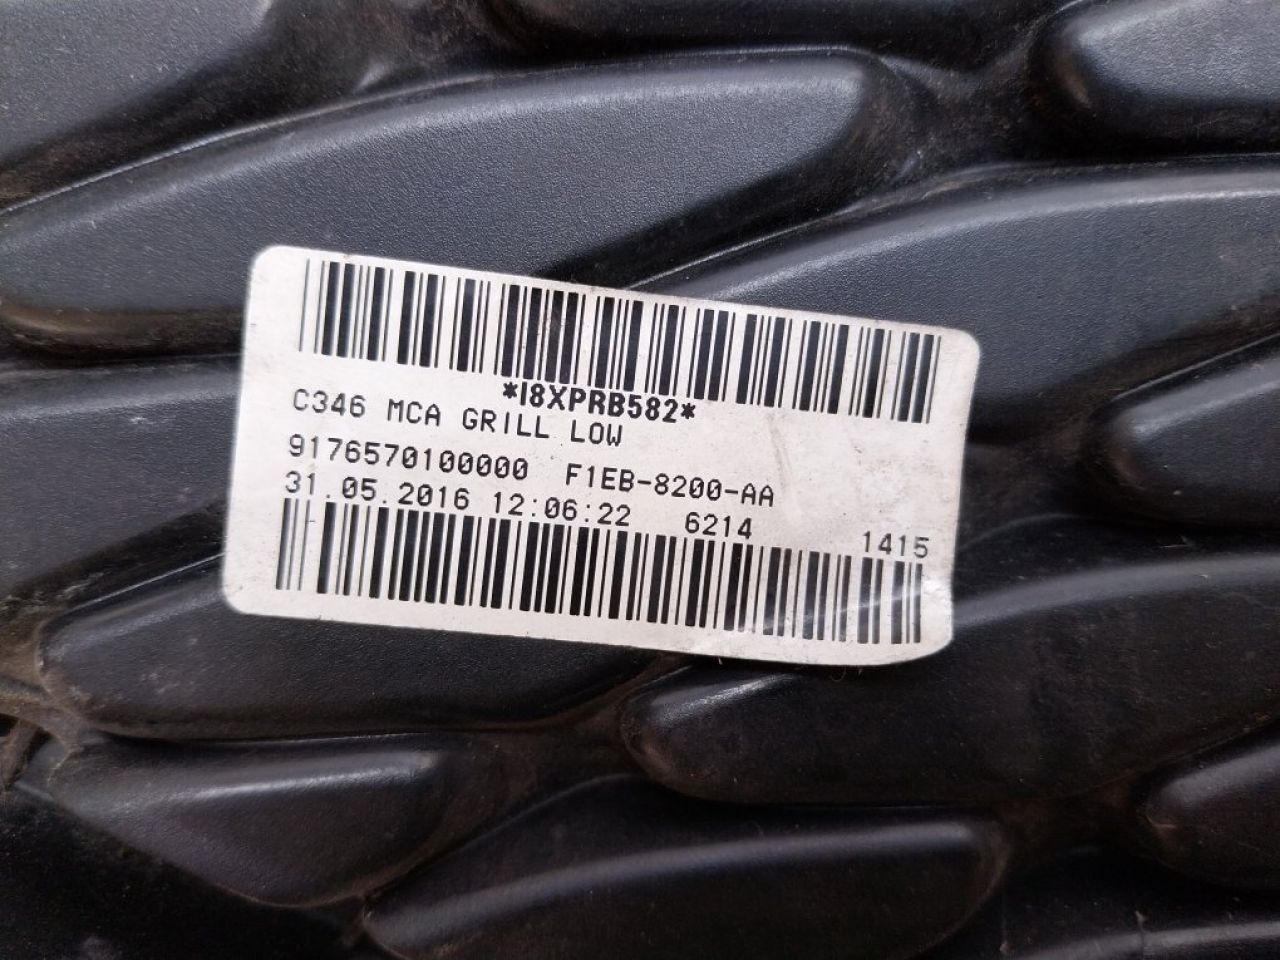 *I8XPRB582*
C346 MCA GRILL LOW
9176570100000 F1EB-8200-AA
31.05.2016 12:06:22 6214 1415